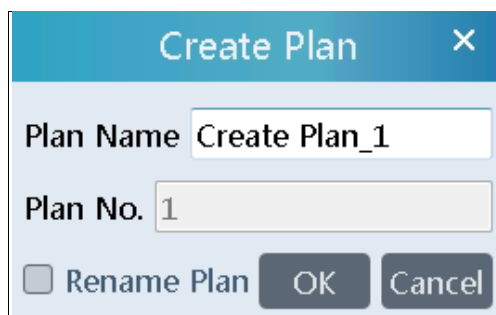 Create Plan ×
Plan Name Create Plan_1
Plan No. 1
Rename Plan OK Cancel